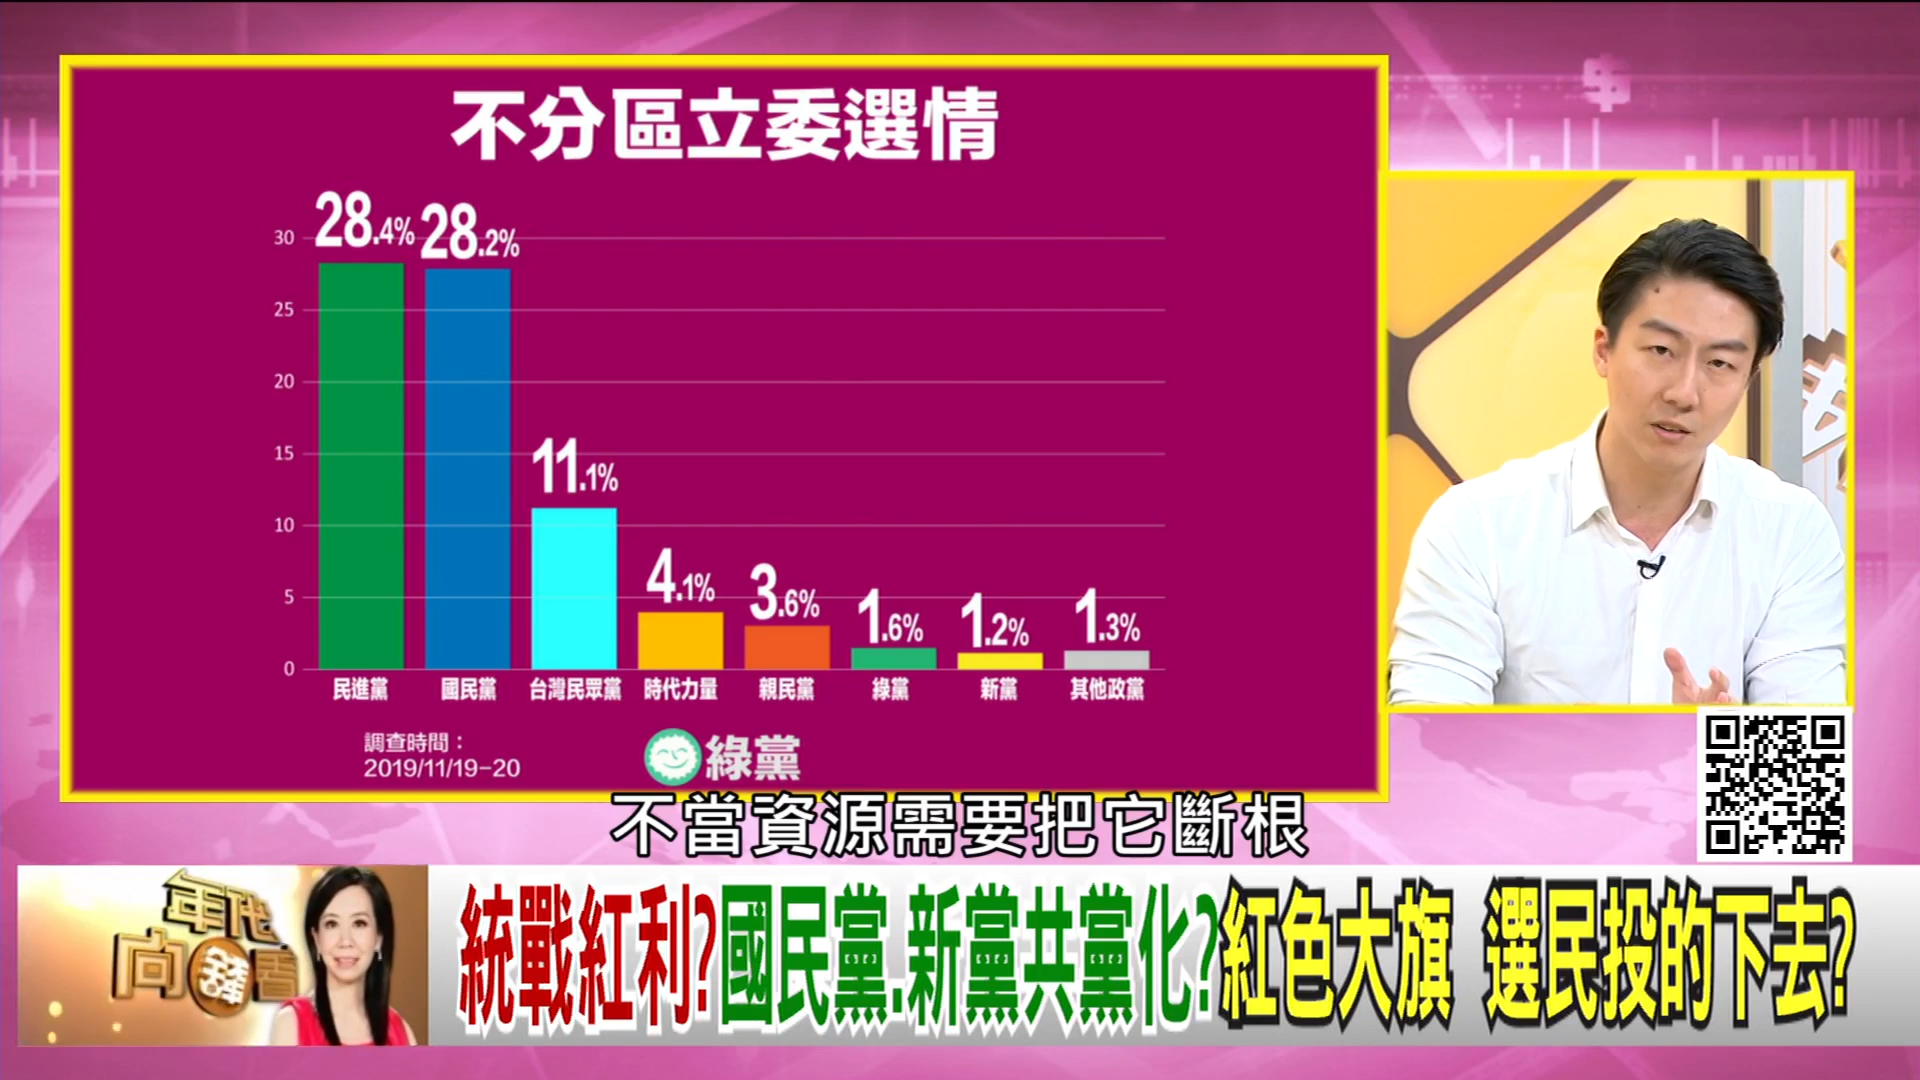 不分區立委選情
28.4%
28.2%
11.1%
4.1%
3.6%
1.6%
1.2%
1.3%
30
25
20
15
10
5
0
民進黨
國民黨
台灣民眾黨
時代力量
親民黨
綠黨
新黨
其他政黨
調查時間：
2019/11/19-20
綠黨
不當資源需要把它斷根
年代
向錢看
統戰紅利?國民黨.新黨共黨化?紅色大旗 選民投的下去?